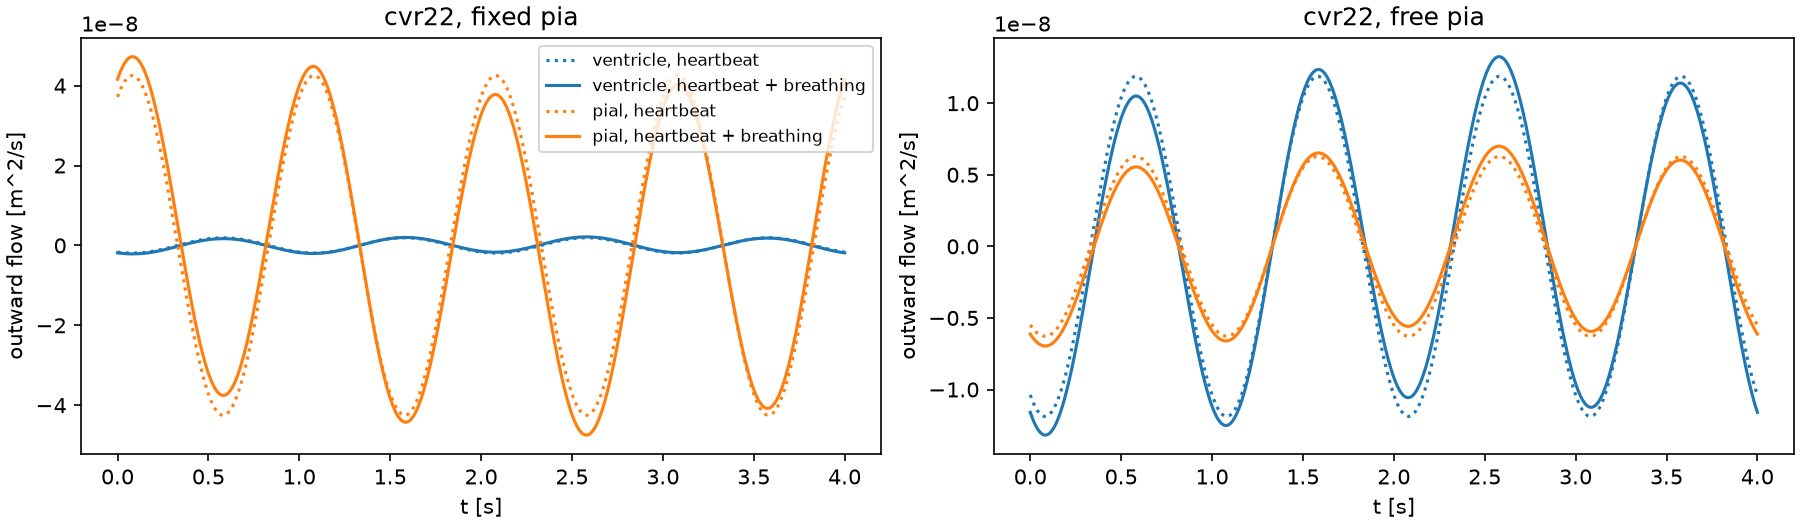 cvr22, fixed pia
1e−8
ventricle, heartbeat
ventricle, heartbeat + breathing
pial, heartbeat
pial, heartbeat + breathing
outward flow [m^2/s]
4
2
0
−2
−4
0.0 0.5 1.0 1.5 2.0 2.5 3.0 3.5 4.0
t [s]
cvr22, free pia
1e−8
outward flow [m^2/s]
1.0
0.5
0.0
−0.5
−1.0
0.0 0.5 1.0 1.5 2.0 2.5 3.0 3.5 4.0
t [s]